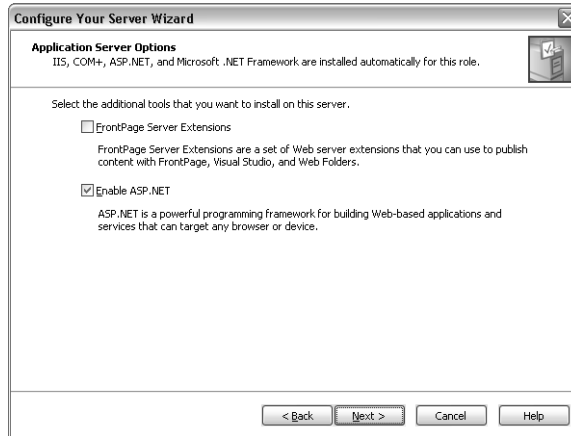 Configure Your Server Wizard
Application Server Options
IIS, COM+, ASP.NET, and Microsoft .NET Framework are installed automatically for this role.
Select the additional tools that you want to install on this server.
FrontPage Server Extensions
FrontPage Server Extensions are a set of Web server extensions that you can use to publish
content with FrontPage, Visual Studio, and Web Folders.
Enable ASP.NET
ASP.NET is a powerful programming framework for building Web-based applications and
services that can target any browser or device.
< Back Next > Cancel Help